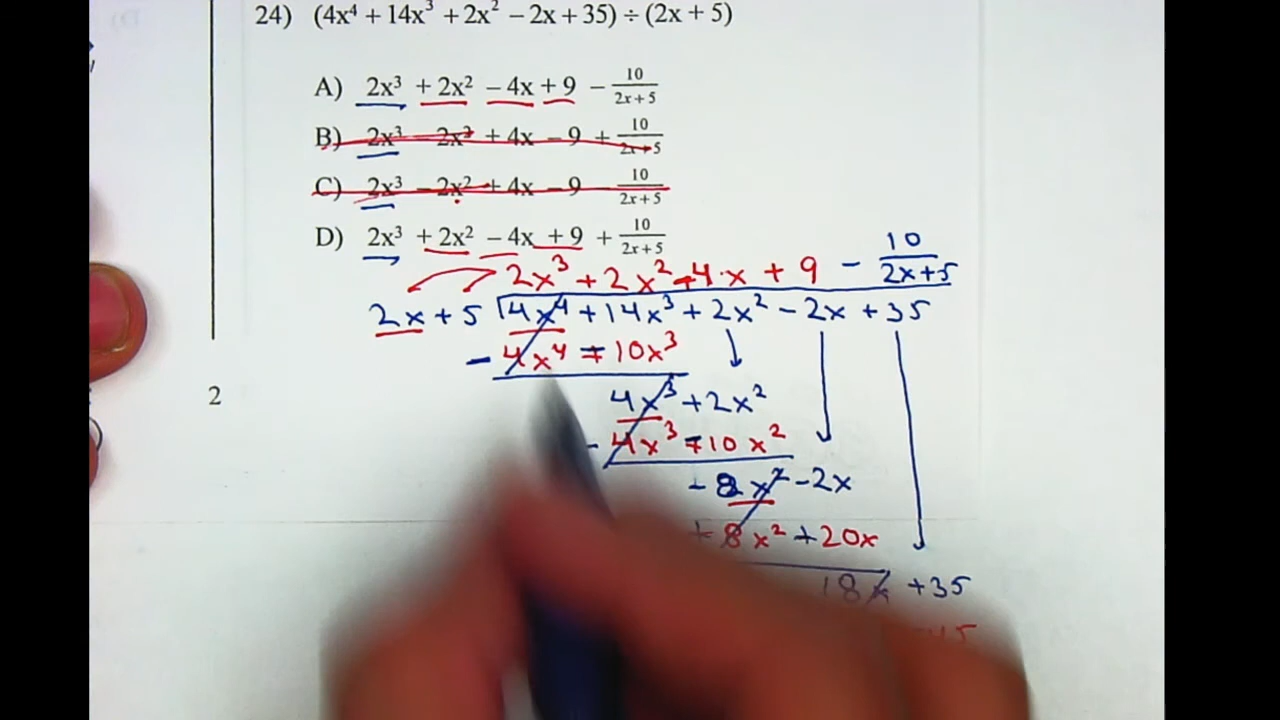 24) (4x⁴ + 14x³ + 2x² − 2x + 35) ÷ (2x + 5)
A) 2x³ + 2x² − 4x + 9 − 10/(2x + 5)
B) 2x³ − 2x² + 4x − 9 + 10/(2x + 5)
C) 2x³ − 2x² + 4x − 9 − 10/(2x + 5)
D) 2x³ + 2x² − 4x + 9 + 10/(2x + 5)
2x³ + 2x² − 4x + 9 − 10/(2x+5)
2x + 5 4x⁴ + 14x³ + 2x² − 2x + 35
− 4x⁴ − 10x³
2
4x³ + 2x²
− 4x³ − 10x²
− 8x² − 2x
+ 8x² + 20x
18x + 35